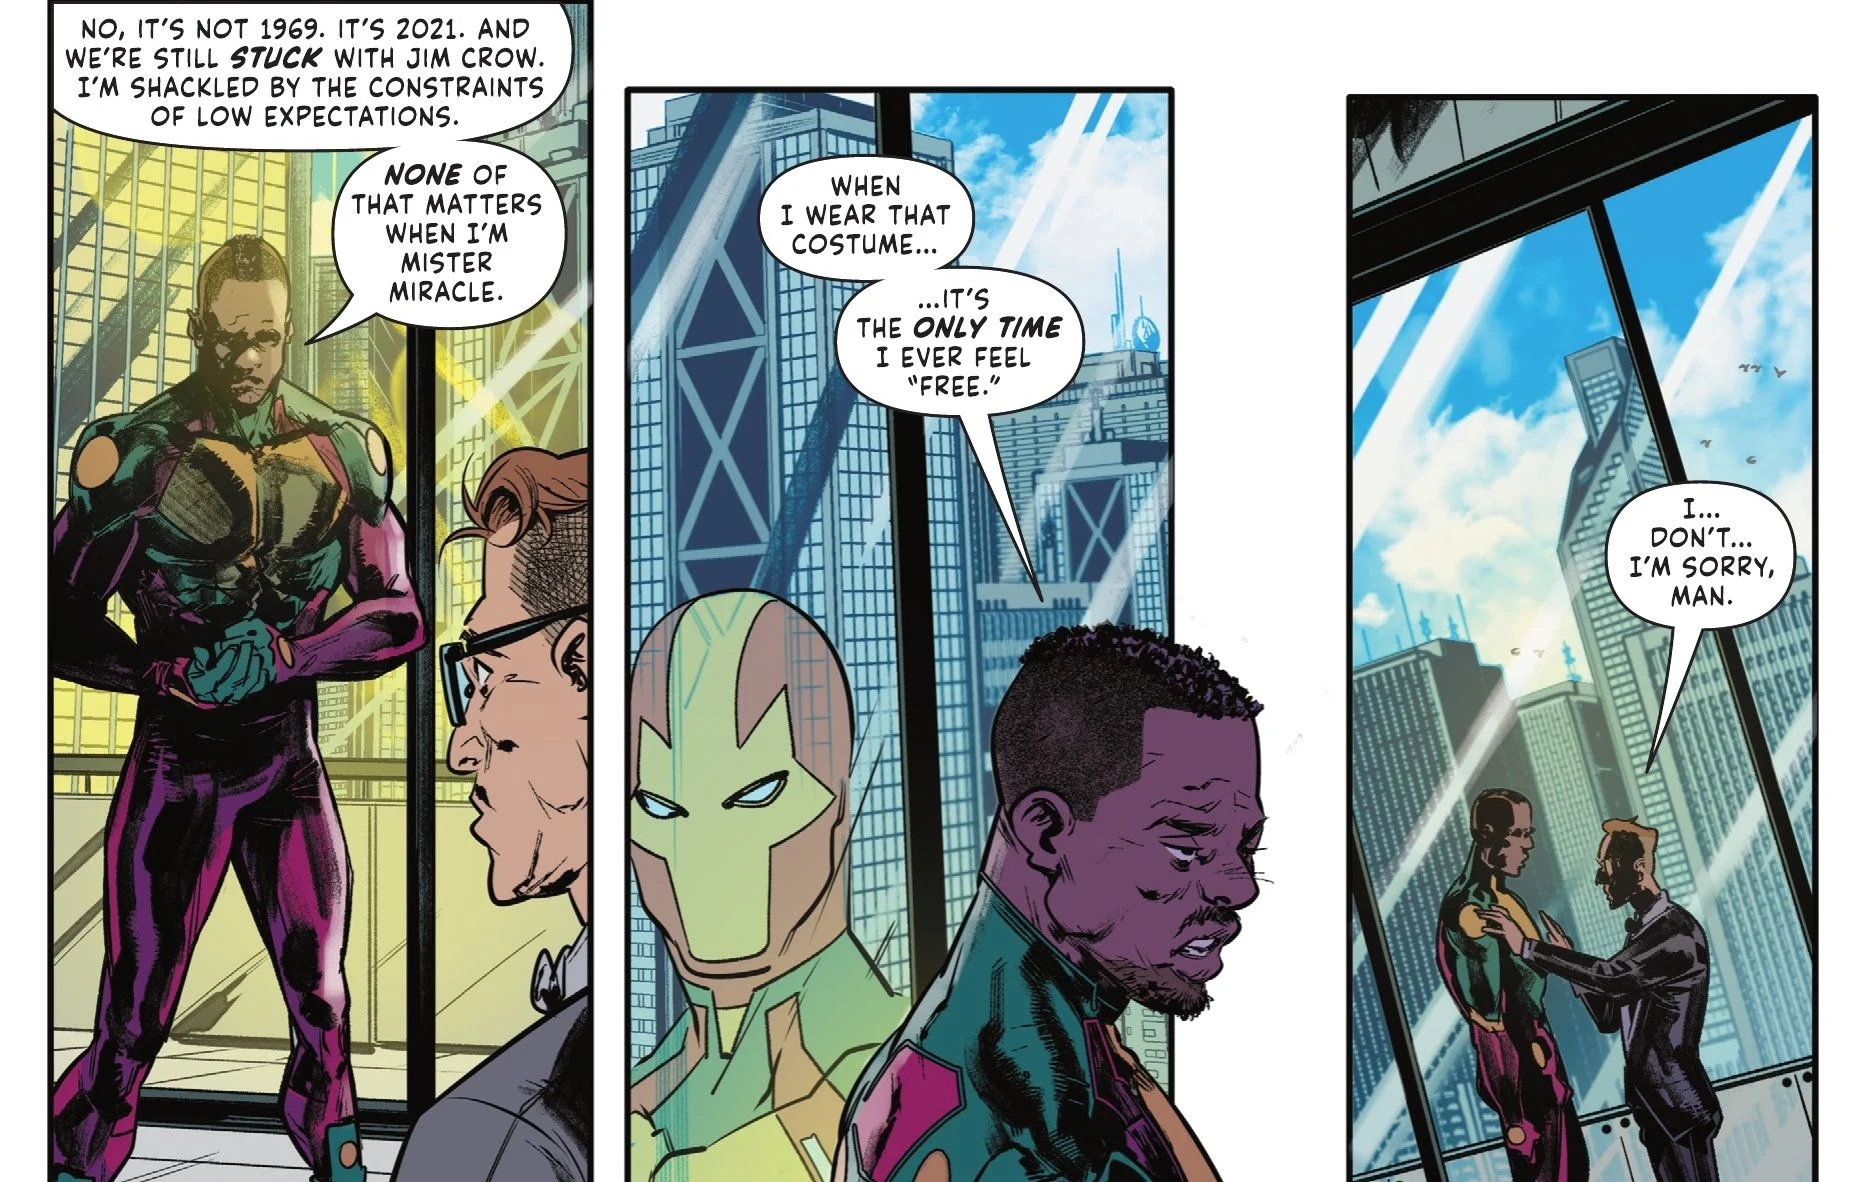 NO, IT'S NOT 1969. IT'S 2021. AND
WE'RE STILL STUCK WITH JIM CROW.
I'M SHACKLED BY THE CONSTRAINTS
OF LOW EXPECTATIONS.
NONE OF
THAT MATTERS
WHEN I'M
MISTER
MIRACLE.
WHEN
I WEAR THAT
COSTUME...
...IT'S
THE ONLY TIME
I EVER FEEL
"FREE."
I...
DON'T...
I'M SORRY,
MAN.